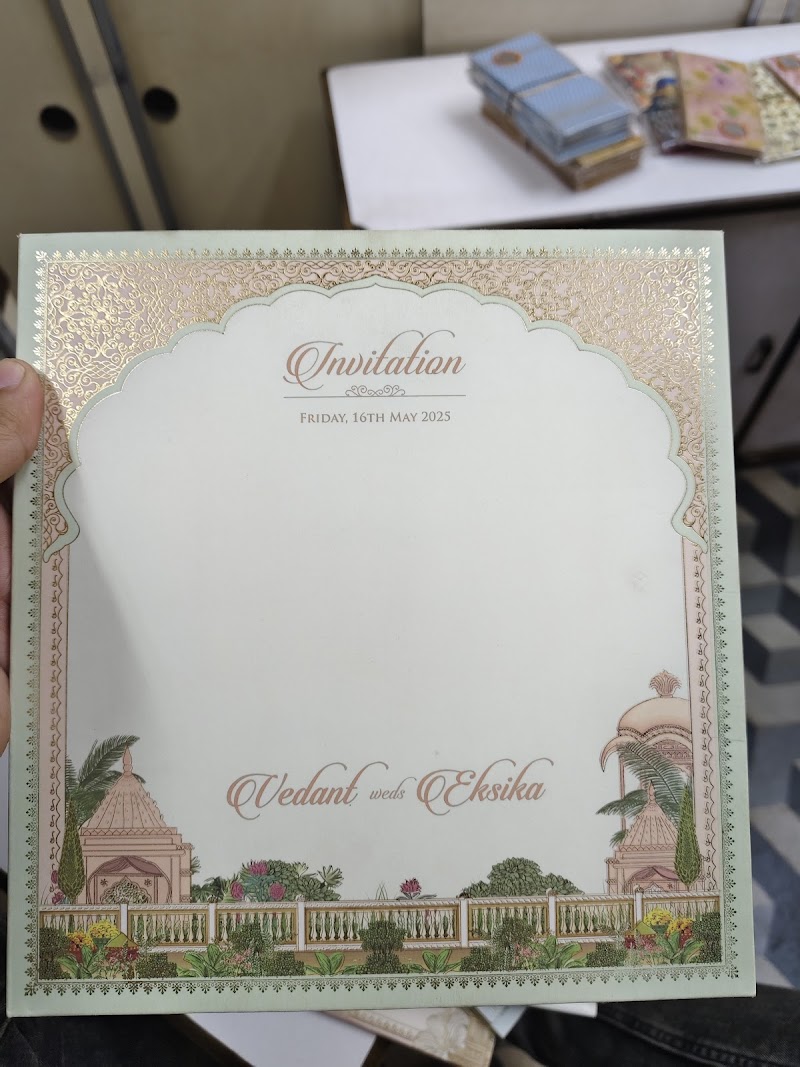 Invitation
Friday, 16th May 2025
Vedant weds Eksika